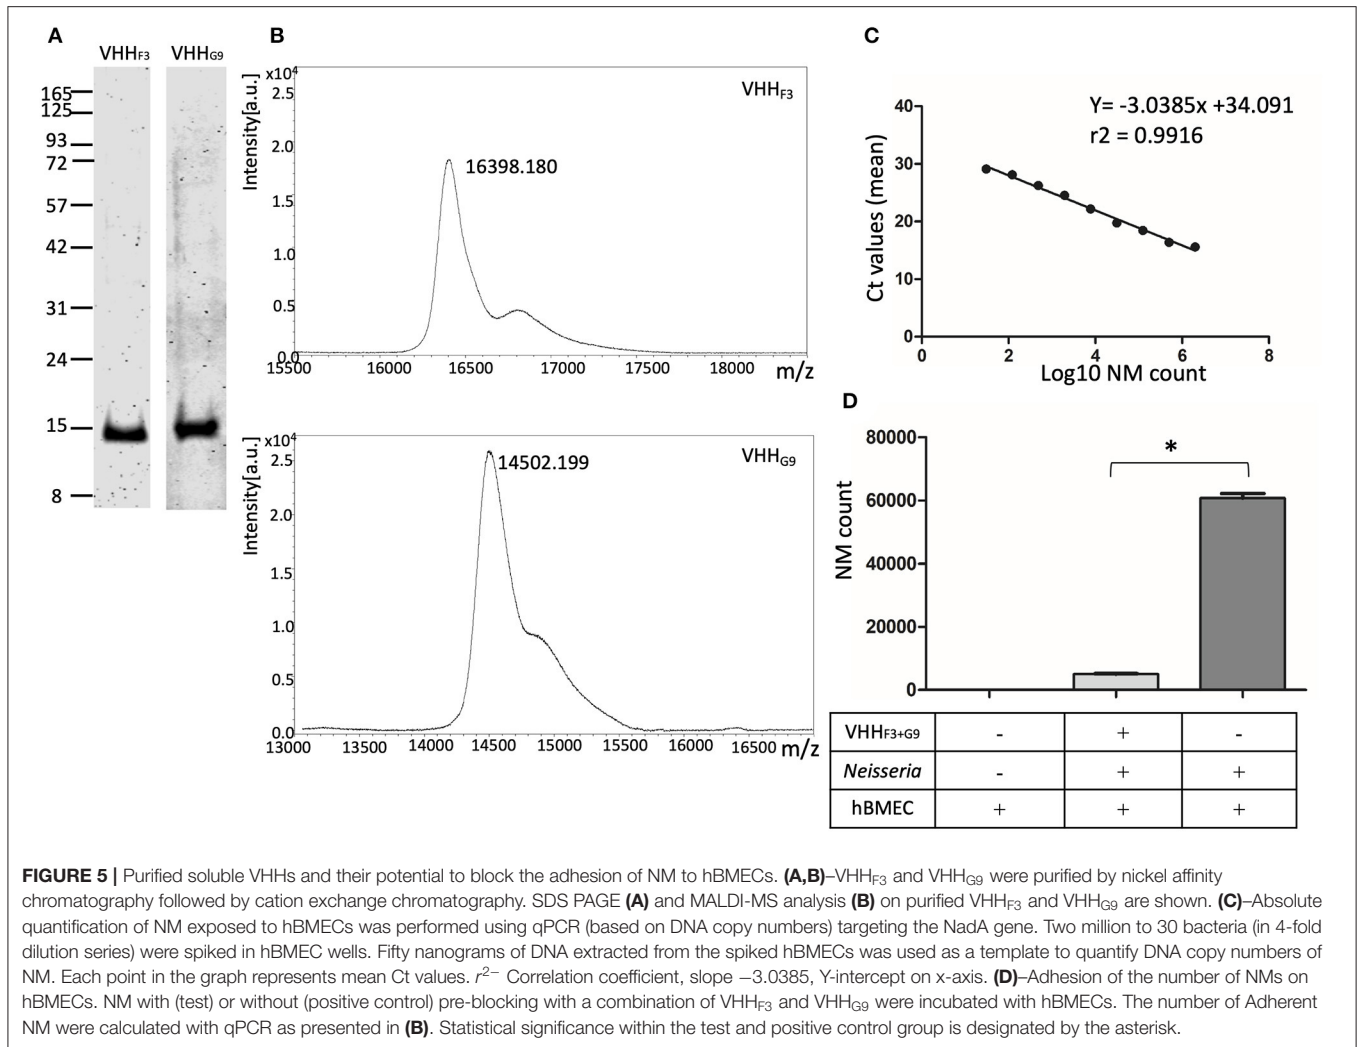 A
VHHF3 VHHG9
165
125
93
72
57
42
31
24
15
8
B
x10⁴
Intensity[a.u.]
2.5
2.0
1.5
1.0
0.5
0.0
VHHF3
16398.180
15500 16000 16500 17000 17500 18000 m/z
x10⁴
Intensity[a.u.]
2.5
2.0
1.5
1.0
0.5
0.0
VHHG9
14502.199
13000 13500 14000 14500 15000 15500 16000 16500 m/z
C
Y= -3.0385x +34.091
r2 = 0.9916
Ct values (mean)
40
30
20
10
0
0 2 4 6 8
Log10 NM count
D
NM count
80000
60000
40000
20000
0
*
VHHF3+G9 - + -
Neisseria - + +
hBMEC + + +
FIGURE 5 | Purified soluble VHHs and their potential to block the adhesion of NM to hBMECs. (A,B)–VHHF3 and VHHG9 were purified by nickel affinity
chromatography followed by cation exchange chromatography. SDS PAGE (A) and MALDI-MS analysis (B) on purified VHHF3 and VHHG9 are shown. (C)–Absolute
quantification of NM exposed to hBMECs was performed using qPCR (based on DNA copy numbers) targeting the NadA gene. Two million to 30 bacteria (in 4-fold
dilution series) were spiked in hBMEC wells. Fifty nanograms of DNA extracted from the spiked hBMECs was used as a template to quantify DNA copy numbers of
NM. Each point in the graph represents mean Ct values. r²⁻ Correlation coefficient, slope −3.0385, Y-intercept on x-axis. (D)–Adhesion of the number of NMs on
hBMECs. NM with (test) or without (positive control) pre-blocking with a combination of VHHF3 and VHHG9 were incubated with hBMECs. The number of Adherent
NM were calculated with qPCR as presented in (B). Statistical significance within the test and positive control group is designated by the asterisk.